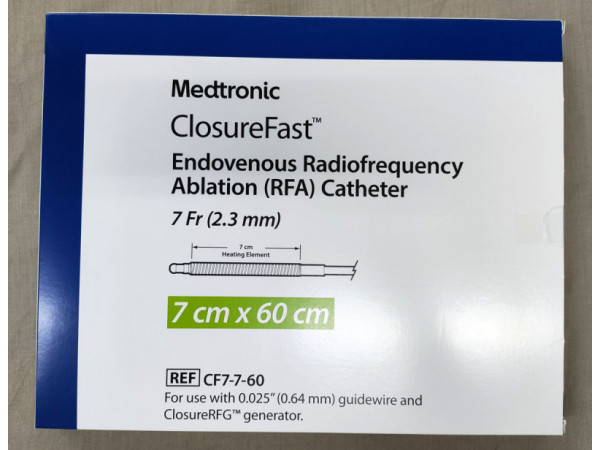 Medtronic
ClosureFast™
Endovenous Radiofrequency
Ablation (RFA) Catheter
7 Fr (2.3 mm)
7 cm
Heating Element
7 cm x 60 cm
REF CF7-7-60
For use with 0.025" (0.64 mm) guidewire and
ClosureRFG™ generator.